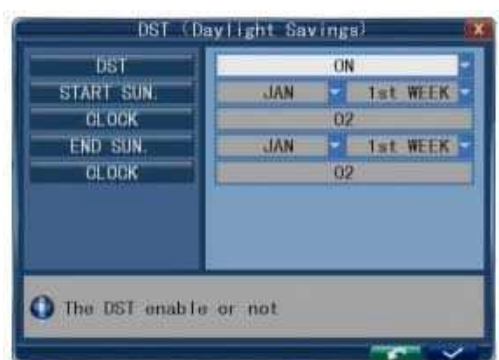 DST (Daylight Savings)
DST ON
START SUN. JAN 1st WEEK
CLOCK 02
END SUN. JAN 1st WEEK
CLOCK 02
The DST enable or not